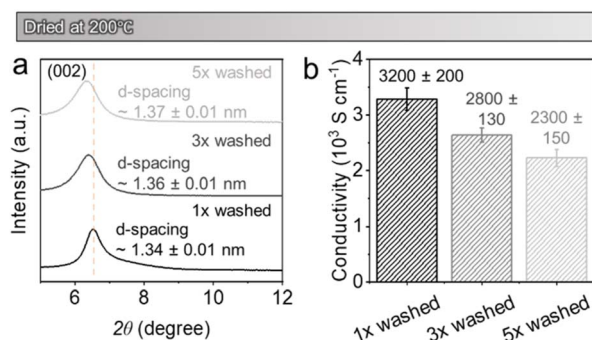 Dried at 200℃
a
(002)
5x washed
d-spacing
~ 1.37 ± 0.01 nm
3x washed
d-spacing
~ 1.36 ± 0.01 nm
1x washed
d-spacing
~ 1.34 ± 0.01 nm
Intensity (a.u.)
6 8 10 12
2θ (degree)
b
3200 ± 200
2800 ±
130
2300 ±
150
Conductivity (10³ S cm⁻¹)
4
3
2
1
0
1x washed
3x washed
5x washed